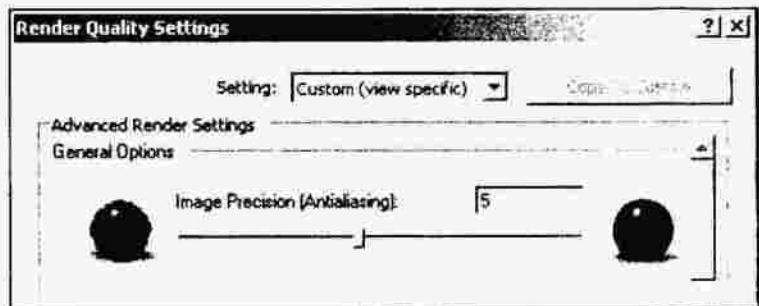 Render Quality Settings
Setting: Custom (view specific)
Advanced Render Settings
General Options
Image Precision (Antialiasing): 5